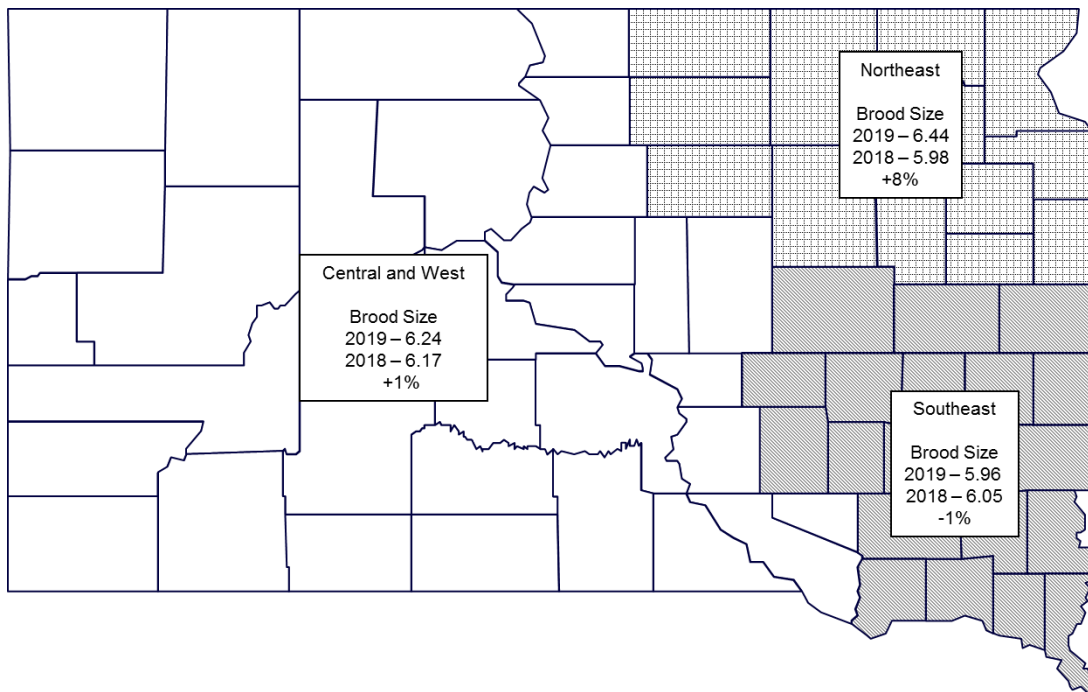 Northeast
Brood Size
2019 – 6.44
2018 – 5.98
+8%
Central and West
Brood Size
2019 – 6.24
2018 – 6.17
+1%
Southeast
Brood Size
2019 – 5.96
2018 – 6.05
-1%